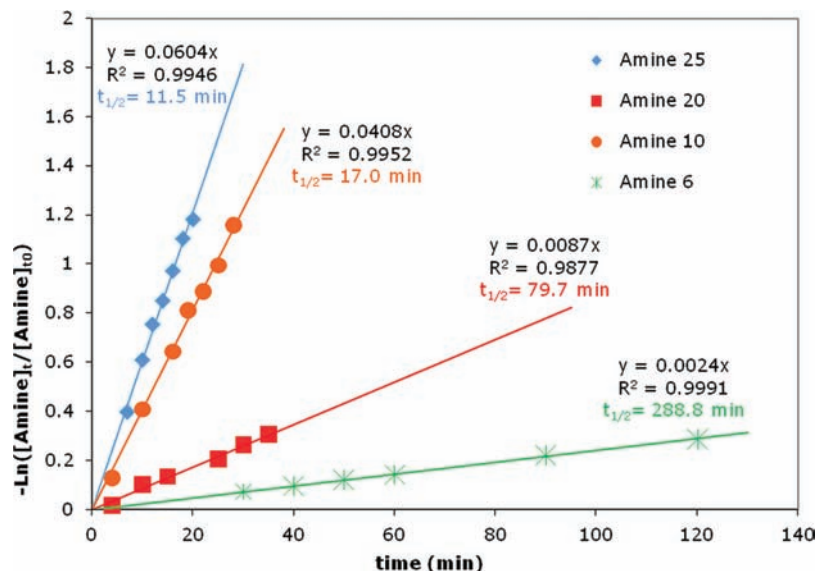 y = 0.0604x
R² = 0.9946
t₁/₂= 11.5 min
y = 0.0408x
R² = 0.9952
t₁/₂= 17.0 min
y = 0.0087x
R² = 0.9877
t₁/₂= 79.7 min
y = 0.0024x
R² = 0.9991
t₁/₂= 288.8 min
Amine 25
Amine 20
Amine 10
Amine 6
-Ln([Amine]ₜ/[Amine]ₜ₀)
2
1.8
1.6
1.4
1.2
1
0.8
0.6
0.4
0.2
0
0 20 40 60 80 100 120 140
time (min)